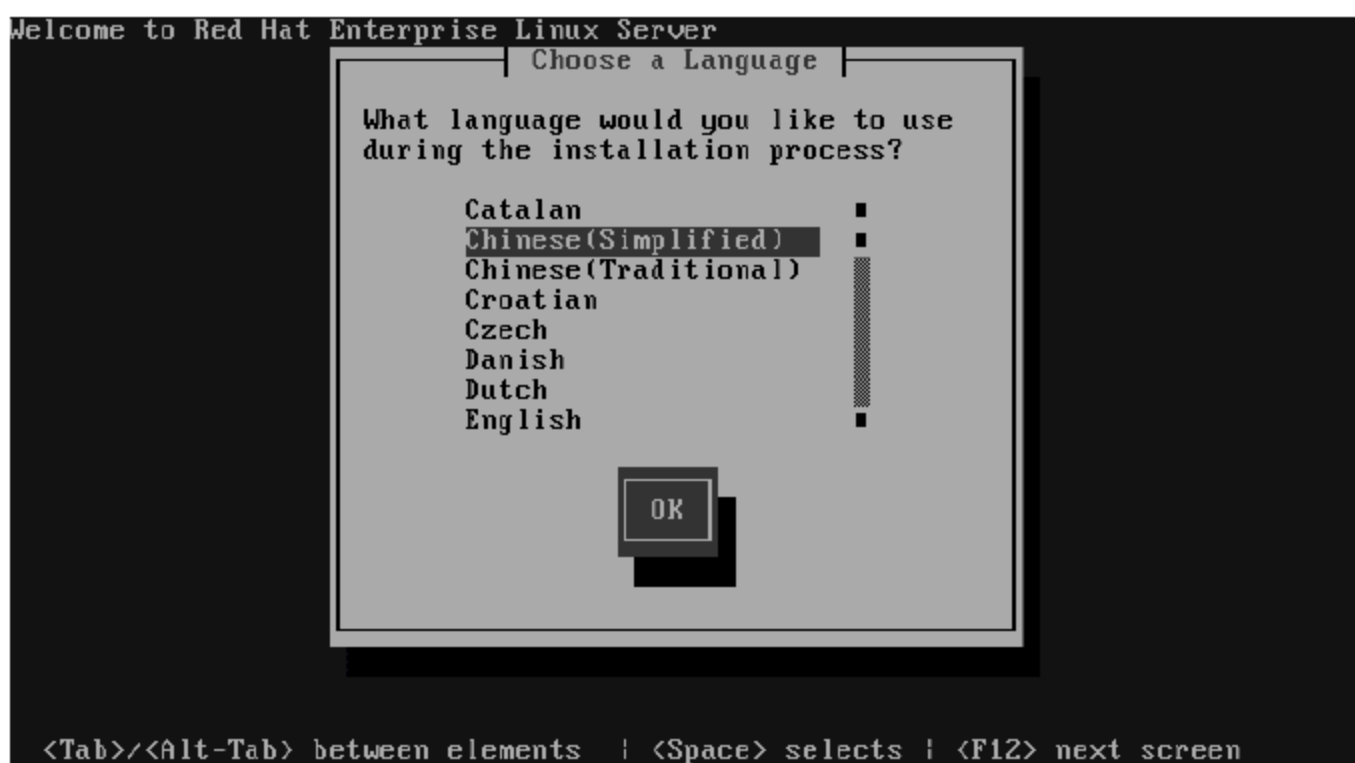 Welcome to Red Hat Enterprise Linux Server
Choose a Language
What language would you like to use
during the installation process?
Catalan
Chinese(Simplified)
Chinese(Traditional)
Croatian
Czech
Danish
Dutch
English
OK
<Tab>/<Alt-Tab> between elements | <Space> selects | <F12> next screen